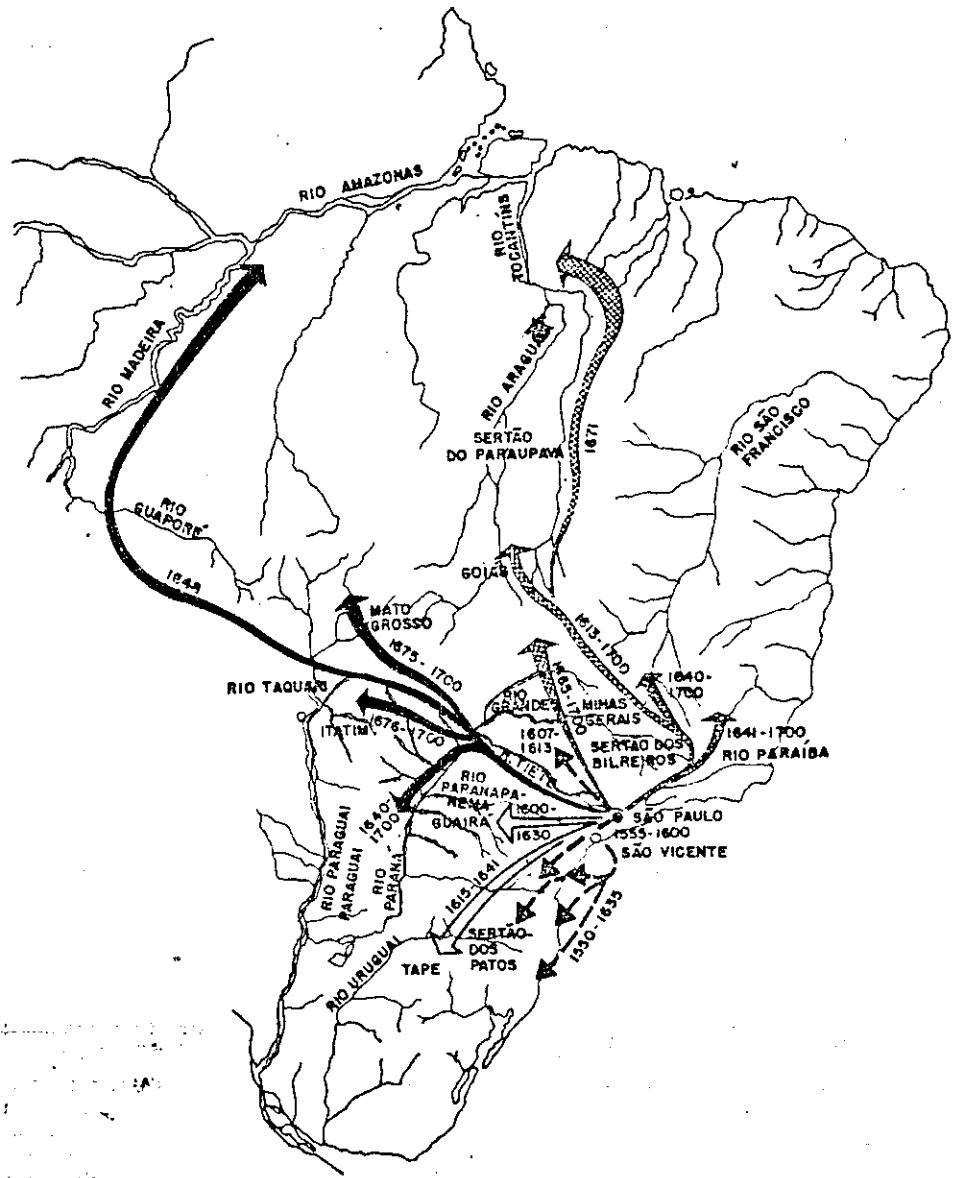 RIO AMAZONAS
RIO
TOCANTINS
RIO MADEIRA
RIO ARAGUAIA
SERTÃO
DO PARAUPAVA
1671
RIO SÃO
FRANCISCO
RIO
GUAPORÉ
GOIÁS
MATO
GROSSO
1613-1700
1675-1700
RIO TAQUARI
ITATIM
1676-1700
RIO
GRANDE
1665-1700
MINAS
GERAIS
1640-
1700
1607-
1613
SERTÃO DOS
BILREIROS
1641-1700
RIO PARAÍBA
R. TIETÊ
RIO
PARANAPA-
NEMA
GUAIRA
1600-
1630
SÃO PAULO
1555-1600
SÃO VICENTE
1640-
1700
RIO PARAGUAI
PARAGUAI
RIO
PARANÁ
1615-1641
SERTÃO
DOS
PATOS
TAPE
1550-1635
RIO URUGUAI